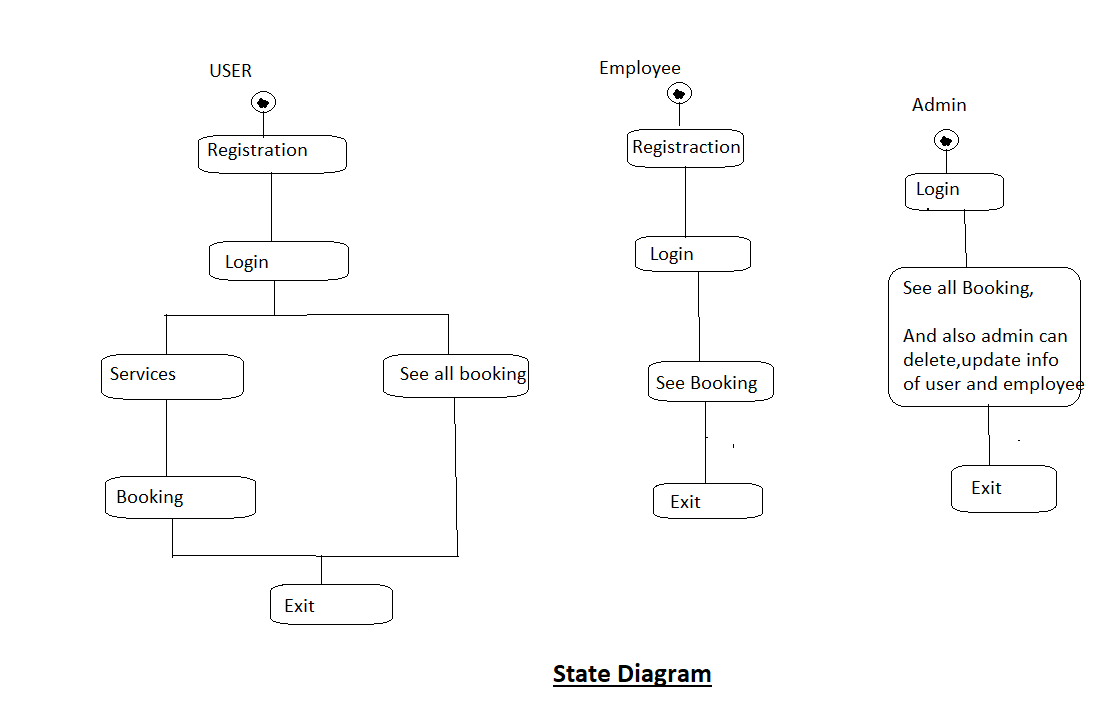 USER
Registration
Login
Services
See all booking
Booking
Exit
Employee
Registraction
Login
See Booking
Exit
Admin
Login
See all Booking,
And also admin can
delete,update info
of user and employee
Exit
State Diagram